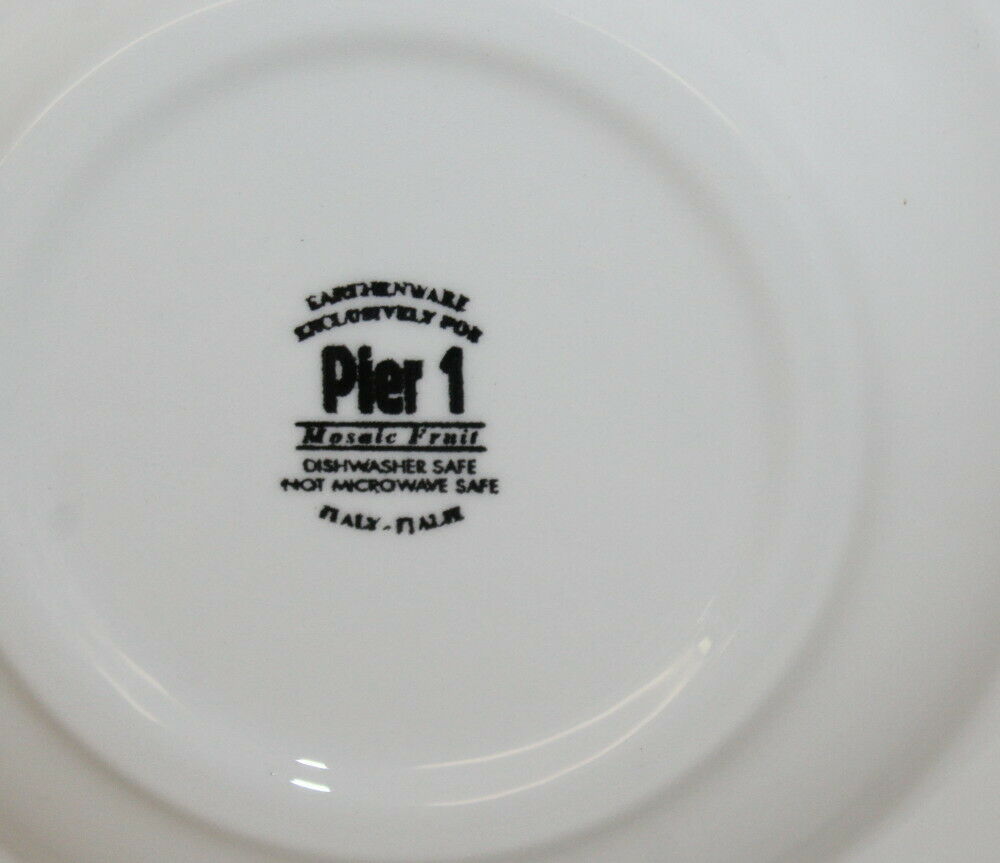 EARTHENWARE
EXCLUSIVELY FOR
Pier 1
Mosaic Fruit
DISHWASHER SAFE
NOT MICROWAVE SAFE
ITALY - ITALIE